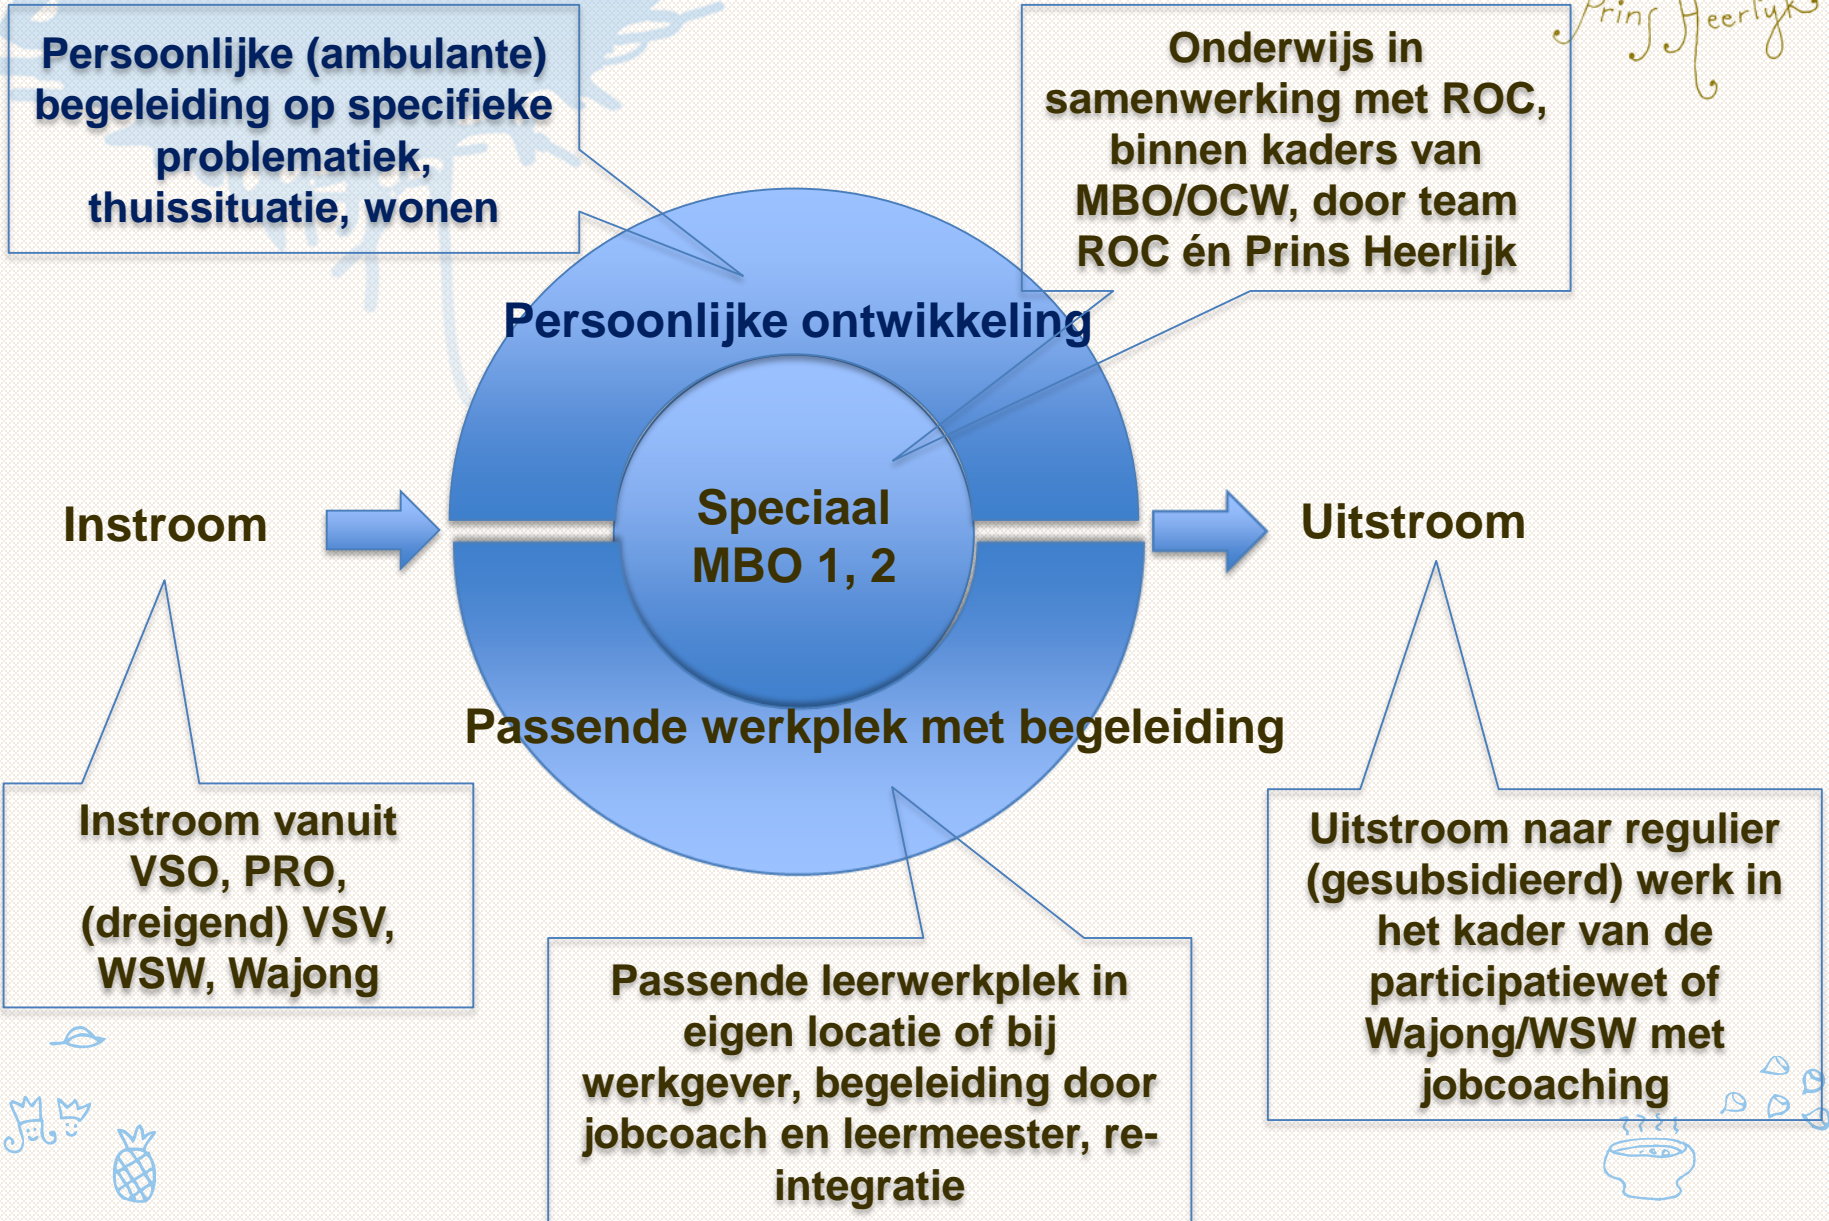 Prins Heerlijk
Persoonlijke (ambulante)
begeleiding op specifieke
problematiek,
thuissituatie, wonen
Onderwijs in
samenwerking met ROC,
binnen kaders van
MBO/OCW, door team
ROC én Prins Heerlijk
Persoonlijke ontwikkeling
Instroom
Speciaal
MBO 1, 2
Uitstroom
Passende werkplek met begeleiding
Instroom vanuit
VSO, PRO,
(dreigend) VSV,
WSW, Wajong
Passende leerwerkplek in
eigen locatie of bij
werkgever, begeleiding door
jobcoach en leermeester, re-
integratie
Uitstroom naar regulier
(gesubsidieerd) werk in
het kader van de
participatiewet of
Wajong/WSW met
jobcoaching